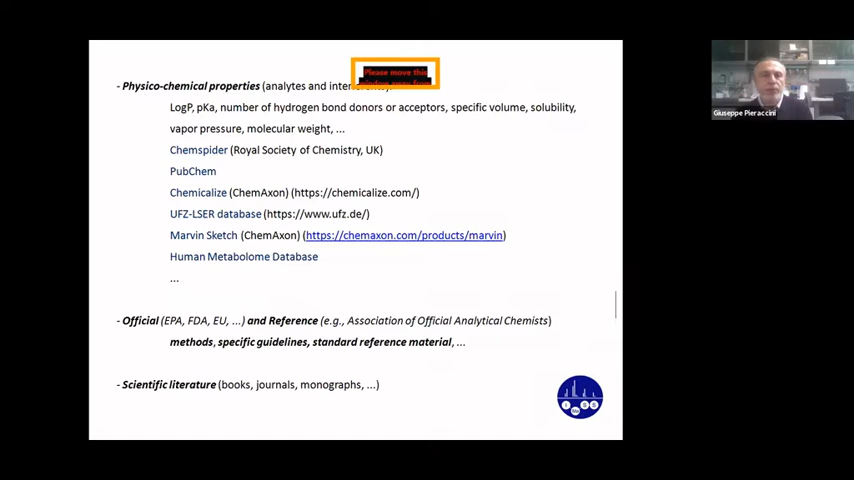 Please move this
- Physico-chemical properties (analytes and
LogP, pKa, number of hydrogen bond donors or acceptors, specific volume, solubility,
vapor pressure, molecular weight, ...
Chemspider (Royal Society of Chemistry, UK)
PubChem
Chemicalize (ChemAxon) (https://chemicalize.com/)
UFZ-LSER database (https://www.ufz.de/)
Marvin Sketch (ChemAxon) (https://chemaxon.com/products/marvin)
Human Metabolome Database
...
- Official (EPA, FDA, EU, ...) and Reference (e.g., Association of Official Analytical Chemists)
methods, specific guidelines, standard reference material, ...
- Scientific literature (books, journals, monographs, ...)
Giuseppe Pieraccini